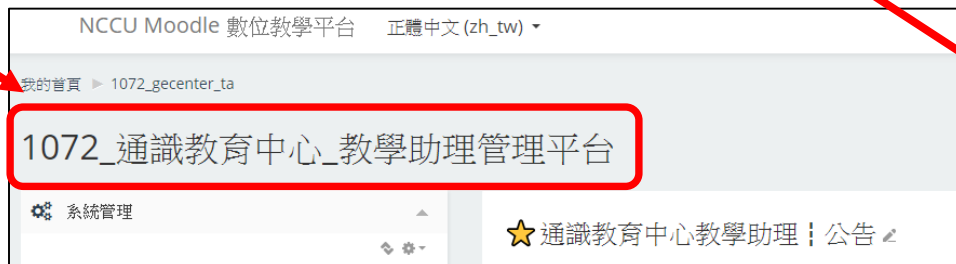 NCCU Moodle 數位教學平台 正體中文 (zh_tw)
我的首頁 ▶ 1072_gecenter_ta
1072_通識教育中心_教學助理管理平台
系統管理
通識教育中心教學助理 ¦ 公告